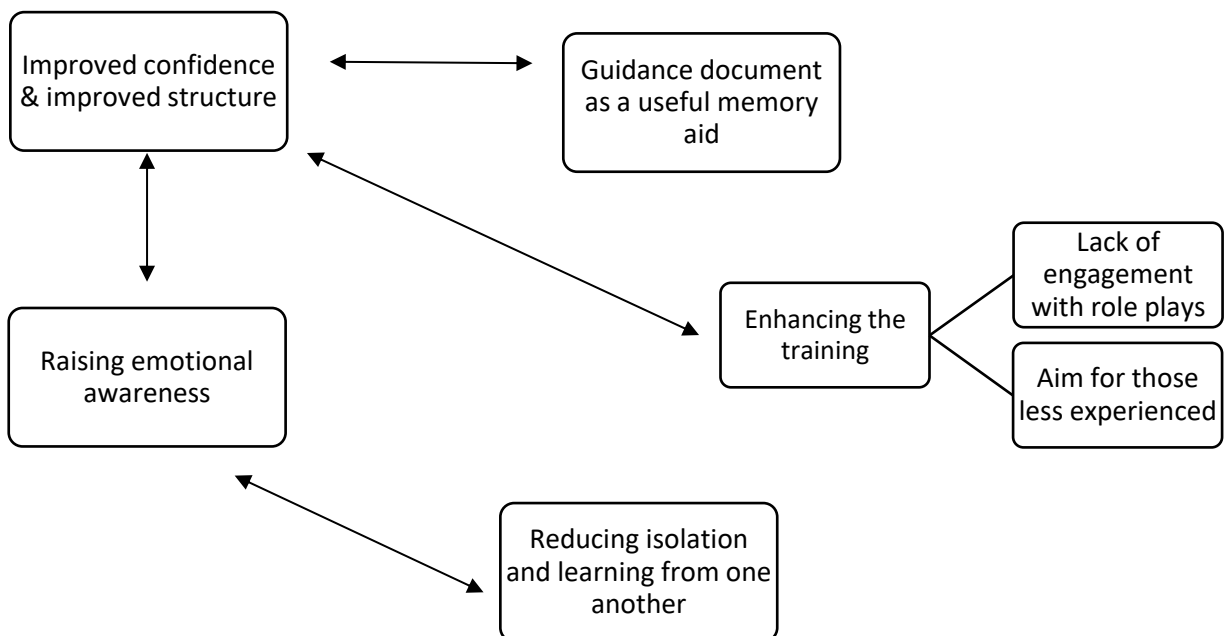 Improved confidence
& improved structure
Guidance document
as a useful memory
aid
Lack of
engagement
with role plays
Enhancing the
training
Aim for those
less experienced
Raising emotional
awareness
Reducing isolation
and learning from one
another